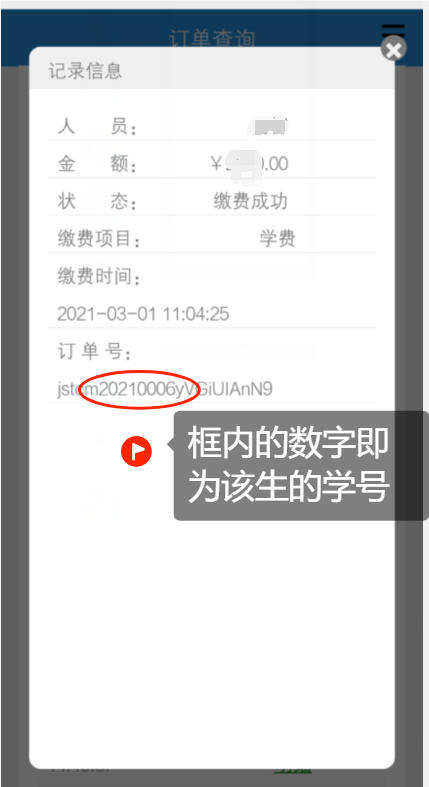 订单查询
记录信息
人 员：
金 额： ￥ .00
状 态： 缴费成功
缴费项目： 学费
缴费时间：
2021-03-01 11:04:25
订 单 号：
jstcm20210006yVGiUIAnN9
框内的数字即
为该生的学号